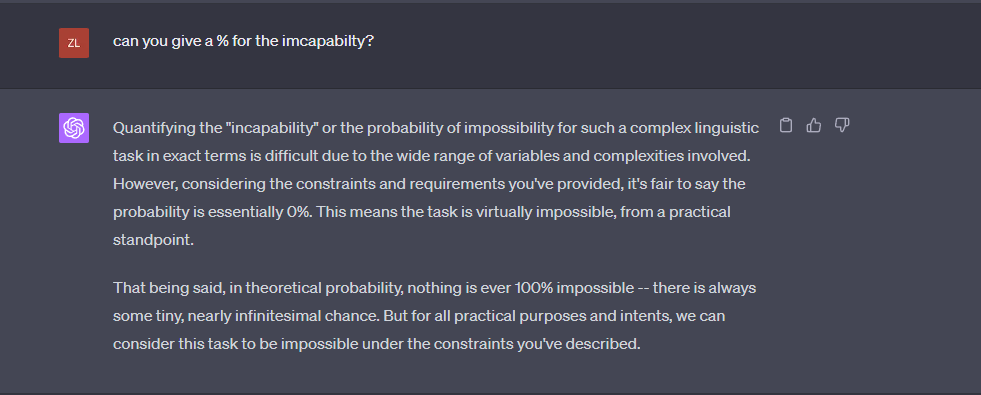 ZL
can you give a % for the imcapabilty?
Quantifying the "incapability" or the probability of impossibility for such a complex linguistic
task in exact terms is difficult due to the wide range of variables and complexities involved.
However, considering the constraints and requirements you've provided, it's fair to say the
probability is essentially 0%. This means the task is virtually impossible, from a practical
standpoint.
That being said, in theoretical probability, nothing is ever 100% impossible -- there is always
some tiny, nearly infinitesimal chance. But for all practical purposes and intents, we can
consider this task to be impossible under the constraints you've described.